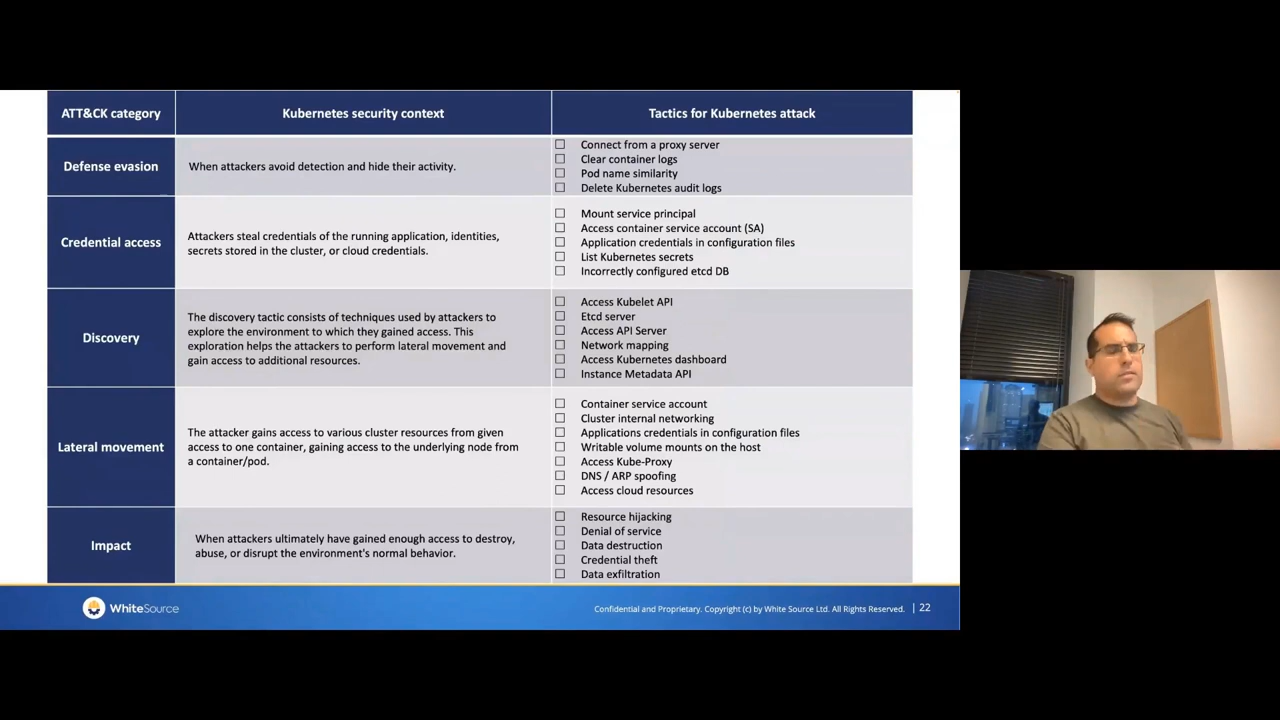 ATT&CK category
Kubernetes security context
Tactics for Kubernetes attack
Defense evasion
When attackers avoid detection and hide their activity.
Connect from a proxy server
Clear container logs
Pod name similarity
Delete Kubernetes audit logs
Credential access
Attackers steal credentials of the running application, identities,
secrets stored in the cluster, or cloud credentials.
Mount service principal
Access container service account (SA)
Application credentials in configuration files
List Kubernetes secrets
Incorrectly configured etcd DB
Discovery
The discovery tactic consists of techniques used by attackers to
explore the environment to which they gained access. This
exploration helps the attackers to perform lateral movement and
gain access to additional resources.
Access Kubelet API
Etcd server
Access API Server
Network mapping
Access Kubernetes dashboard
Instance Metadata API
Lateral movement
The attacker gains access to various cluster resources from given
access to one container, gaining access to the underlying node from
a container/pod.
Container service account
Cluster internal networking
Applications credentials in configuration files
Writable volume mounts on the host
Access Kube-Proxy
DNS / ARP spoofing
Access cloud resources
Impact
When attackers ultimately have gained enough access to destroy,
abuse, or disrupt the environment's normal behavior.
Resource hijacking
Denial of service
Data destruction
Credential theft
Data exfiltration
WhiteSource
Confidential and Proprietary. Copyright (c) by White Source Ltd. All Rights Reserved. | 22